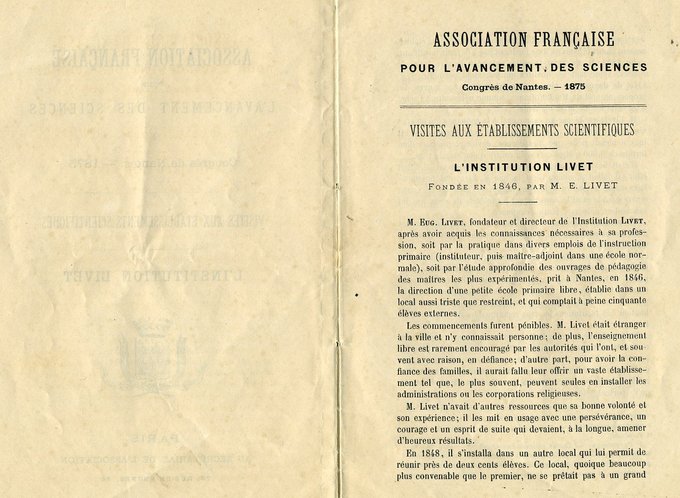 ASSOCIATION FRANÇAISE
POUR L'AVANCEMENT DES SCIENCES
Congrès de Nantes. — 1875
VISITES AUX ÉTABLISSEMENTS SCIENTIFIQUES
L'INSTITUTION LIVET
FONDÉE EN 1846, PAR M. E. LIVET
M. EUG. LIVET, fondateur et directeur de l'Institution LIVET,
après avoir acquis les connaissances nécessaires à sa profes-
sion, soit par la pratique dans divers emplois de l'instruction
primaire (instituteur, puis maître-adjoint dans une école nor-
male), soit par l'étude approfondie des ouvrages de pédagogie
des maîtres les plus expérimentés, prit à Nantes, en 1846,
la direction d'une petite école primaire libre, établie dans un
local aussi triste que restreint, et qui comptait à peine cinquante
élèves externes.
Les commencements furent pénibles. M. Livet était étranger
à la ville et n'y connaissait personne; de plus, l'enseignement
libre est rarement encouragé par les autorités qui l'ont, et sou-
vent avec raison, en défiance; d'autre part, pour avoir la con-
fiance des familles, il aurait fallu leur offrir un vaste établisse-
ment tel que, le plus souvent, peuvent seules en installer les
administrations ou les corporations religieuses.
M. Livet n'avait d'autres ressources que sa bonne volonté et
son expérience; il les mit en usage avec une persévérance, un
courage et un esprit de suite qui devaient, à la longue, amener
d'heureux résultats.
En 1848, il s'installa dans un autre local qui lui permit de
réunir près de deux cents élèves. Ce local, quoique beaucoup
plus convenable que le premier, ne se prêtait pas à un grand